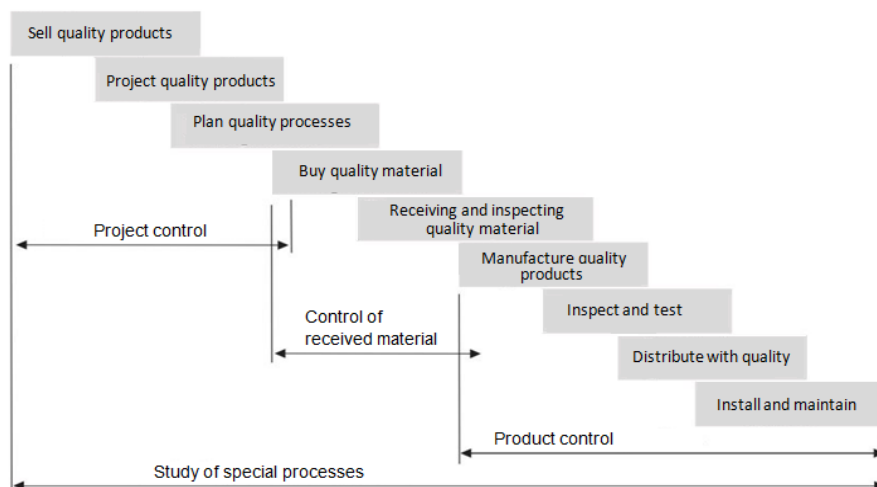 Sell quality products
Project quality products
Plan quality processes
Buy quality material
Receiving and inspecting
quality material
Project control
Manufacture quality
products
Inspect and test
Control of
received material
Distribute with quality
Install and maintain
Product control
Study of special processes